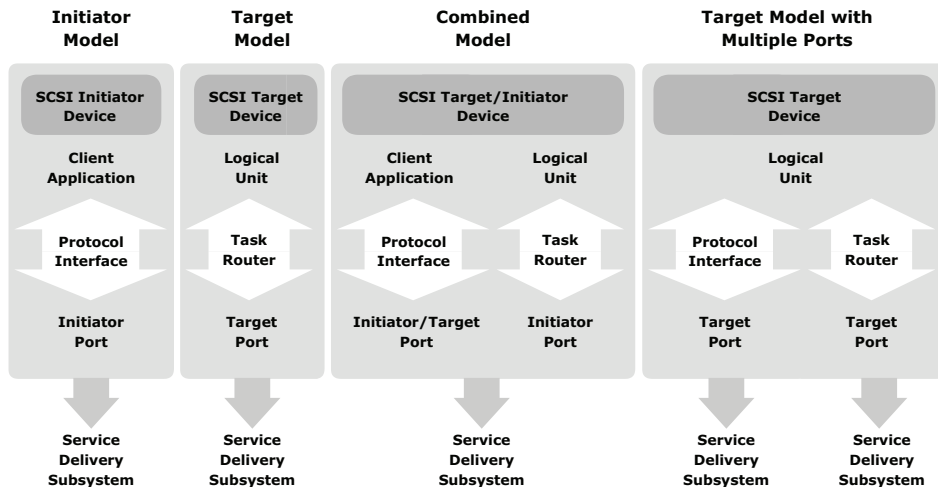 Initiator
Model
Target
Model
Combined
Model
Target Model with
Multiple Ports
SCSI Initiator
Device
SCSI Target
Device
SCSI Target/Initiator
Device
SCSI Target
Device
Client
Application
Logical
Unit
Client
Application
Logical
Unit
Logical
Unit
Protocol
Interface
Task
Router
Protocol
Interface
Task
Router
Protocol
Interface
Task
Router
Initiator
Port
Target
Port
Initiator/Target
Port
Initiator
Port
Target
Port
Target
Port
Service
Delivery
Subsystem
Service
Delivery
Subsystem
Service
Delivery
Subsystem
Service
Delivery
Subsystem
Service
Delivery
Subsystem